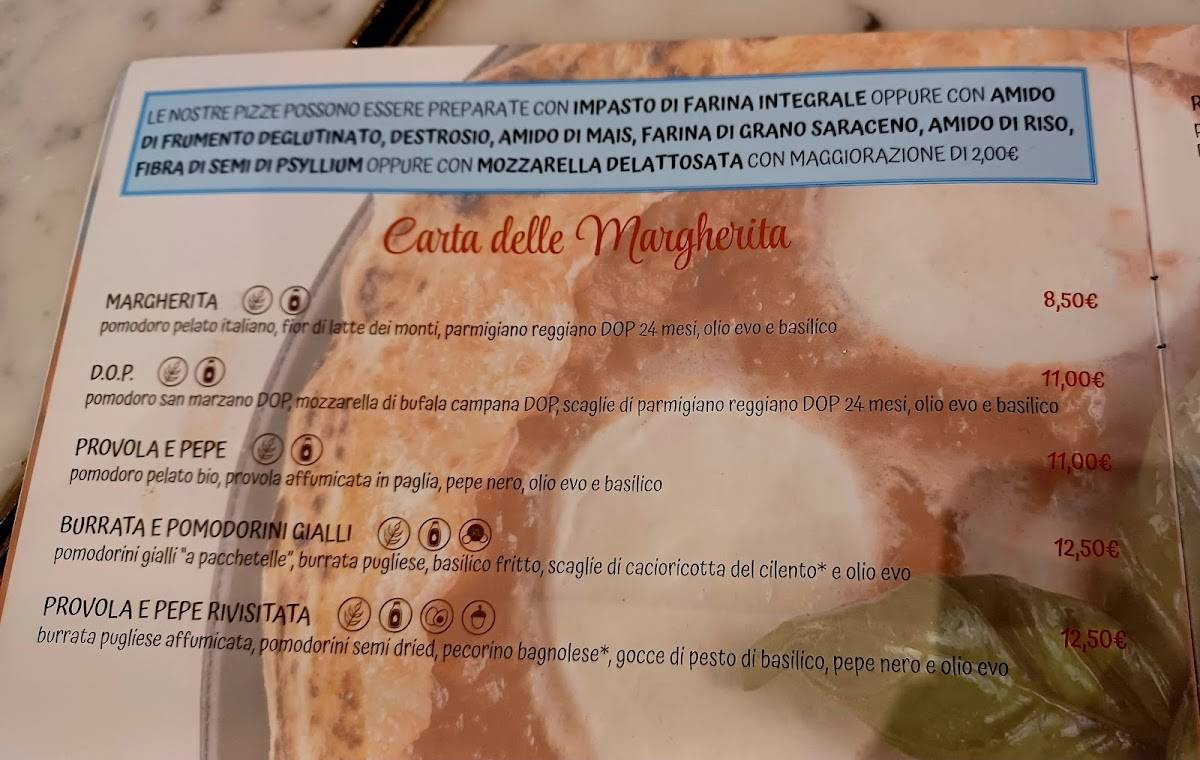 LE NOSTRE PIZZE POSSONO ESSERE PREPARATE CON IMPASTO DI FARINA INTEGRALE OPPURE CON AMIDO
DI FRUMENTO DEGLUTINATO, DESTROSIO, AMIDO DI MAIS, FARINA DI GRANO SARACENO, AMIDO DI RISO,
FIBRA DI SEMI DI PSYLLIUM OPPURE CON MOZZARELLA DELATTOSATA CON MAGGIORAZIONE DI 2,00€
Carta delle Margherita
MARGHERITA 8,50€
pomodoro pelato italiano, fior di latte dei monti, parmigiano reggiano DOP 24 mesi, olio evo e basilico
D.O.P. 11,00€
pomodoro san marzano DOP, mozzarella di bufala campana DOP, scaglie di parmigiano reggiano DOP 24 mesi, olio evo e basilico
PROVOLA E PEPE 11,00€
pomodoro pelato bio, provola affumicata in paglia, pepe nero, olio evo e basilico
BURRATA E POMODORINI GIALLI 12,50€
pomodorini gialli "a pacchetelle", burrata pugliese, basilico fritto, scaglie di cacioricotta del cilento* e olio evo
PROVOLA E PEPE RIVISITATA 12,50€
burrata pugliese affumicata, pomodorini semi dried, pecorino bagnolese*, gocce di pesto di basilico, pepe nero e olio evo